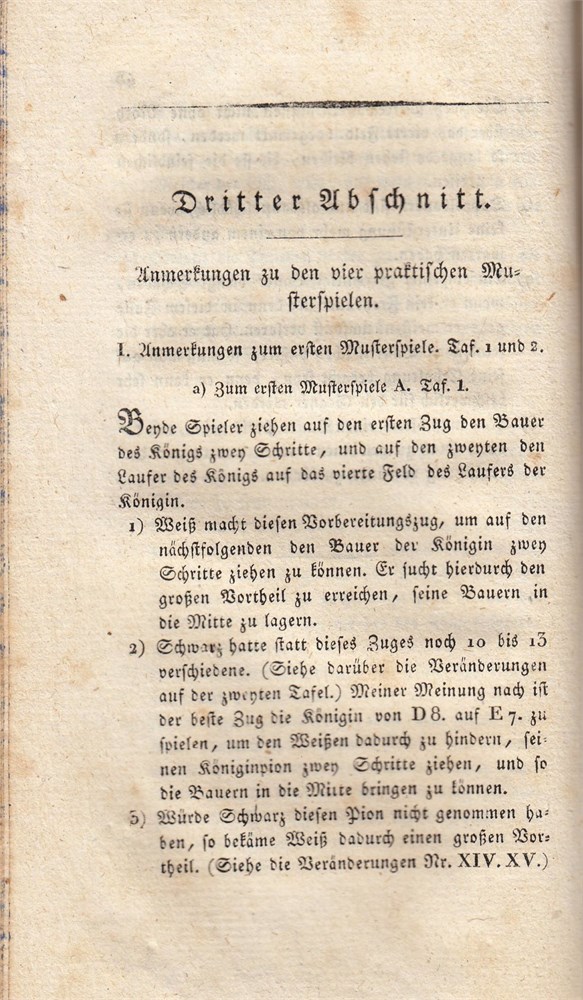 Dritter Abschnitt.
Anmerkungen zu den vier praktischen Mu-
sterspielen.
I. Anmerkungen zum ersten Musterspiele. Taf. 1 und 2.
a) Zum ersten Musterspiele A. Taf. 1.
Beyde Spieler ziehen auf den ersten Zug den Bauer
des Königs zwey Schritte, und auf den zweyten den
Laufer des Königs auf das vierte Feld des Laufers der
Königin.
1) Weiß macht diesen Vorbereitungszug, um auf den
nächstfolgenden den Bauer der Königin zwey
Schritte ziehen zu können. Er sucht hierdurch den
großen Vortheil zu erreichen, seine Bauern in
die Mitte zu lagern.
2) Schwarz hatte statt dieses Zuges noch 10 bis 13
verschiedene. (Siehe darüber die Veränderungen
auf der zweyten Tafel.) Meiner Meinung nach ist
der beste Zug die Königin von D 8. auf E 7. zu
spielen, um den Weißen dadurch zu hindern, sei-
nen Königinpion zwey Schritte ziehen, und so
die Bauern in die Mitte bringen zu können.
3) Würde Schwarz diesen Pion nicht genommen ha-
ben, so bekäme Weiß dadurch einen großen Vor-
theil. (Siehe die Veränderungen Nr. XIV. XV.)